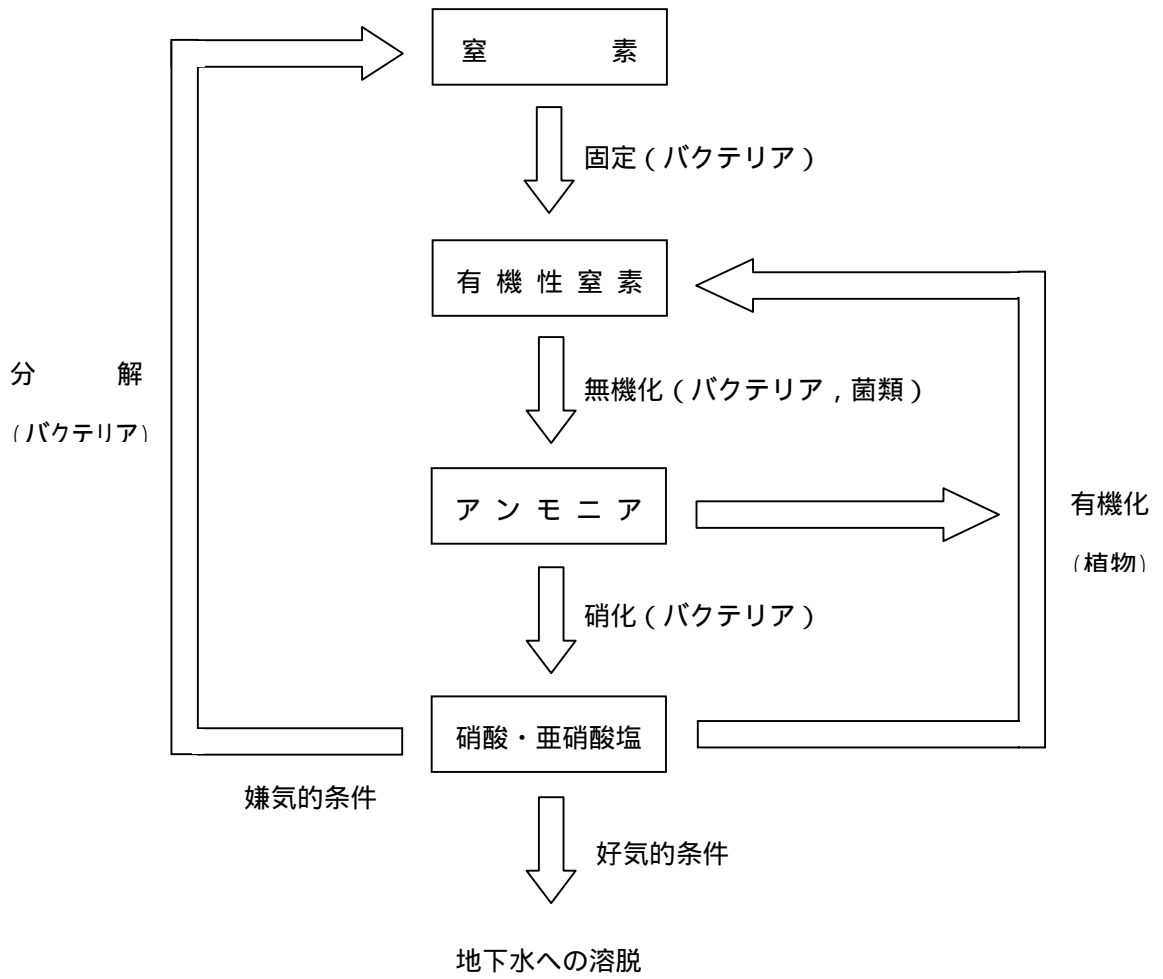 窒 素
固定（バクテリア）
有 機 性 窒 素
分 解
（バクテリア）
無機化（バクテリア，菌類）
ア ン モ ニ ア
有機化
（植物）
硝化（バクテリア）
硝酸・亜硝酸塩
嫌気的条件
好気的条件
地下水への溶脱